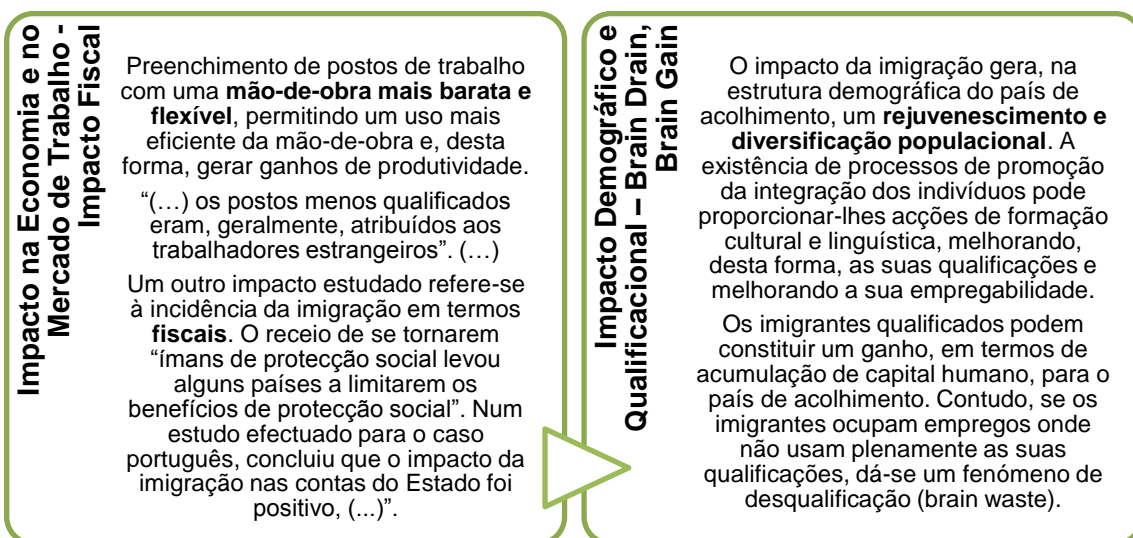 Impacto na Economia e no
Mercado de Trabalho -
Impacto Fiscal
Preenchimento de postos de trabalho
com uma mão-de-obra mais barata e
flexível, permitindo um uso mais
eficiente da mão-de-obra e, desta
forma, gerar ganhos de produtividade.
“(…) os postos menos qualificados
eram, geralmente, atribuídos aos
trabalhadores estrangeiros”. (…)
Um outro impacto estudado refere-se
à incidência da imigração em termos
fiscais. O receio de se tornarem
“ímans de protecção social levou
alguns países a limitarem os
benefícios de protecção social”. Num
estudo efectuado para o caso
português, concluiu que o impacto da
imigração nas contas do Estado foi
positivo, (...)”.
Impacto Demográfico e
Qualificacional – Brain Drain,
Brain Gain
O impacto da imigração gera, na
estrutura demográfica do país de
acolhimento, um rejuvenescimento e
diversificação populacional. A
existência de processos de promoção
da integração dos indivíduos pode
proporcionar-lhes acções de formação
cultural e linguística, melhorando,
desta forma, as suas qualificações e
melhorando a sua empregabilidade.
Os imigrantes qualificados podem
constituir um ganho, em termos de
acumulação de capital humano, para o
país de acolhimento. Contudo, se os
imigrantes ocupam empregos onde
não usam plenamente as suas
qualificações, dá-se um fenómeno de
desqualificação (brain waste).